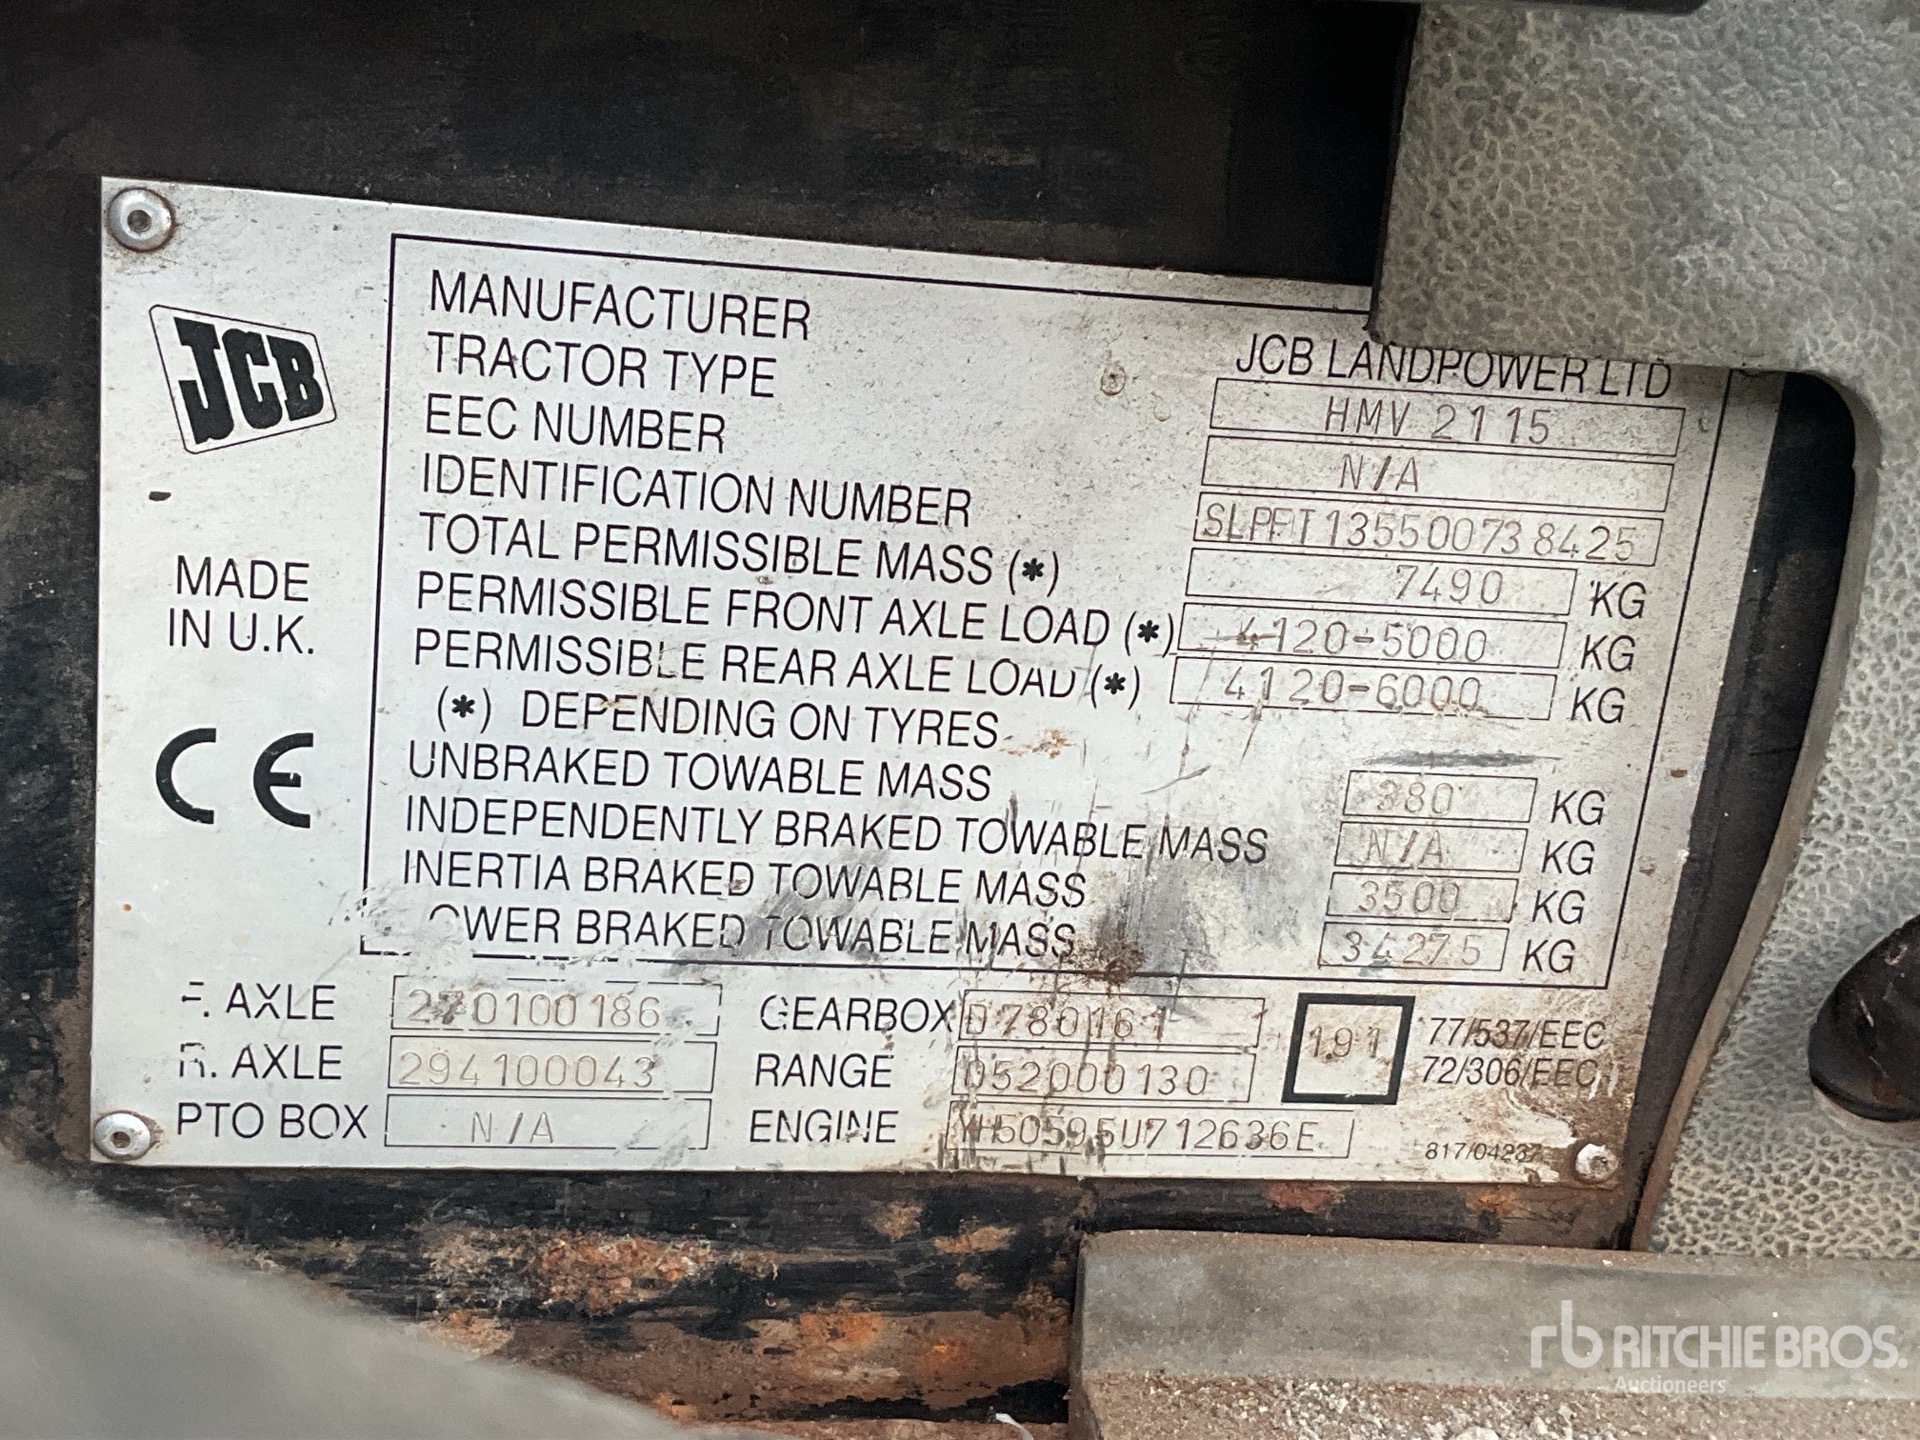 JCB
MADE
IN U.K.
CE
MANUFACTURER JCB LANDPOWER LTD
TRACTOR TYPE HMV 2115
EEC NUMBER N/A
IDENTIFICATION NUMBER
TOTAL PERMISSIBLE MASS (*) 7490 KG
PERMISSIBLE FRONT AXLE LOAD (*) 4120-5000 KG
PERMISSIBLE REAR AXLE LOAD (*) 4120-6000 KG
(*) DEPENDING ON TYRES
UNBRAKED TOWABLE MASS 380 KG
INDEPENDENTLY BRAKED TOWABLE MASS N/A KG
INERTIA BRAKED TOWABLE MASS 3500 KG
POWER BRAKED TOWABLE MASS 34275 KG
F. AXLE 270100186 GEARBOX 191 77/537/EEC
R. AXLE 294100043 RANGE 052000130 72/306/EEC
PTO BOX N/A ENGINE
817/04237
rb RITCHIE BROS.
Auctioneers